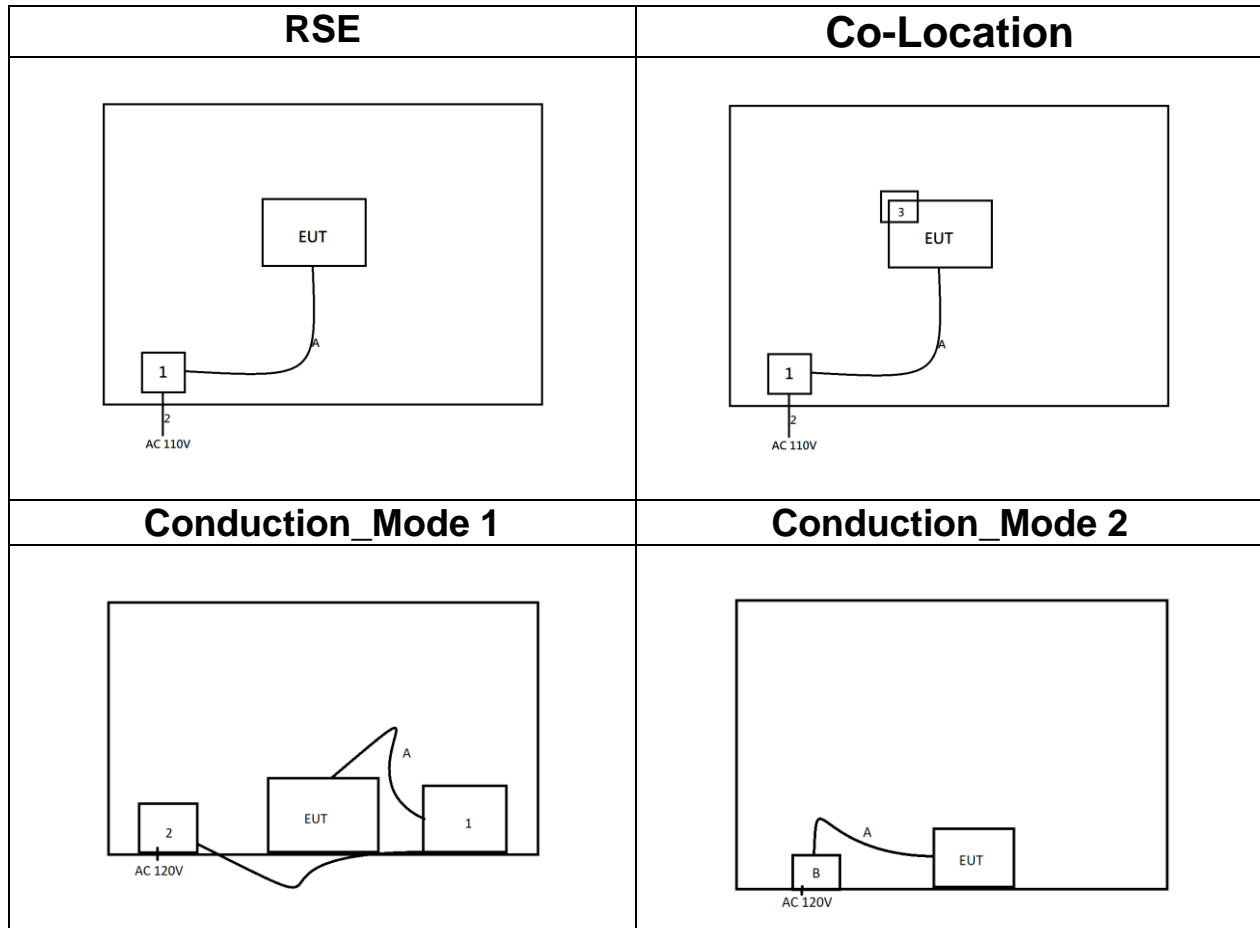 RSE
Co-Location
EUT
A
1
2
AC 110V
3
EUT
A
1
2
AC 110V
Conduction_Mode 1
Conduction_Mode 2
A
EUT
1
2
AC 120V
A
EUT
B
AC 120V